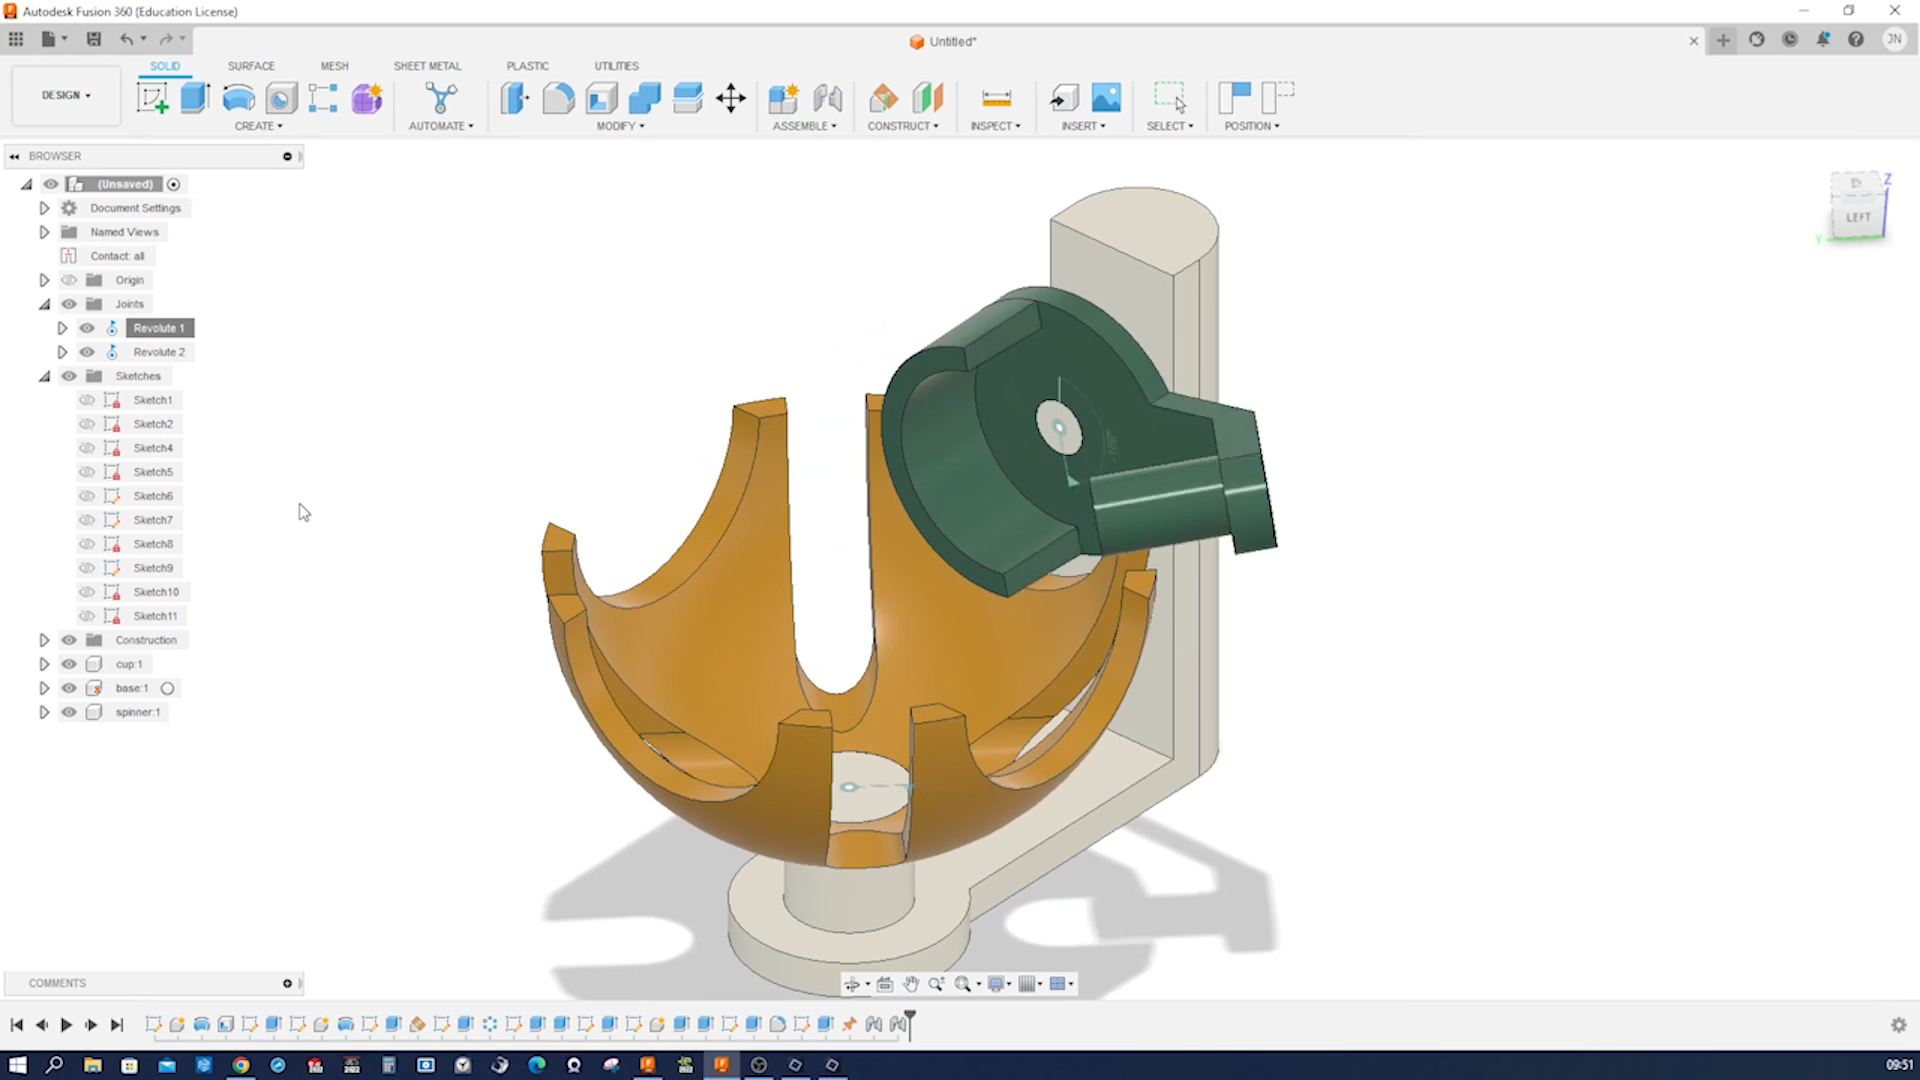 Autodesk Fusion 360 (Education License)
Untitled*
JN
DESIGN
SOLID
SURFACE
MESH
SHEET METAL
PLASTIC
UTILITIES
CREATE
AUTOMATE
MODIFY
ASSEMBLE
CONSTRUCT
INSPECT
INSERT
SELECT
POSITION
BROWSER
(Unsaved)
Document Settings
Named Views
Contact: all
Origin
Joints
Revolute 1
Revolute 2
Sketches
Sketch1
Sketch2
Sketch4
Sketch5
Sketch6
Sketch7
Sketch8
Sketch9
Sketch10
Sketch11
Construction
cup:1
base:1
spinner:1
Z
LEFT
Y
COMMENTS
09:51